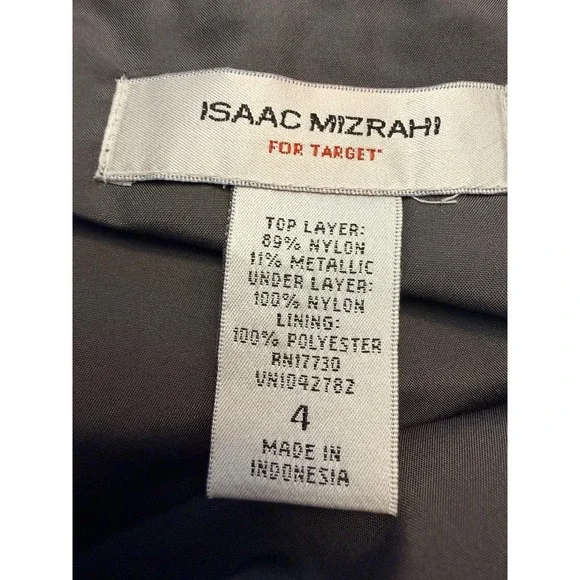 ISAAC MIZRAHI
FOR TARGET™
TOP LAYER:
89% NYLON
11% METALLIC
UNDER LAYER:
100% NYLON
LINING:
100% POLYESTER
RN17730
VN1042782
4
MADE IN
INDONESIA